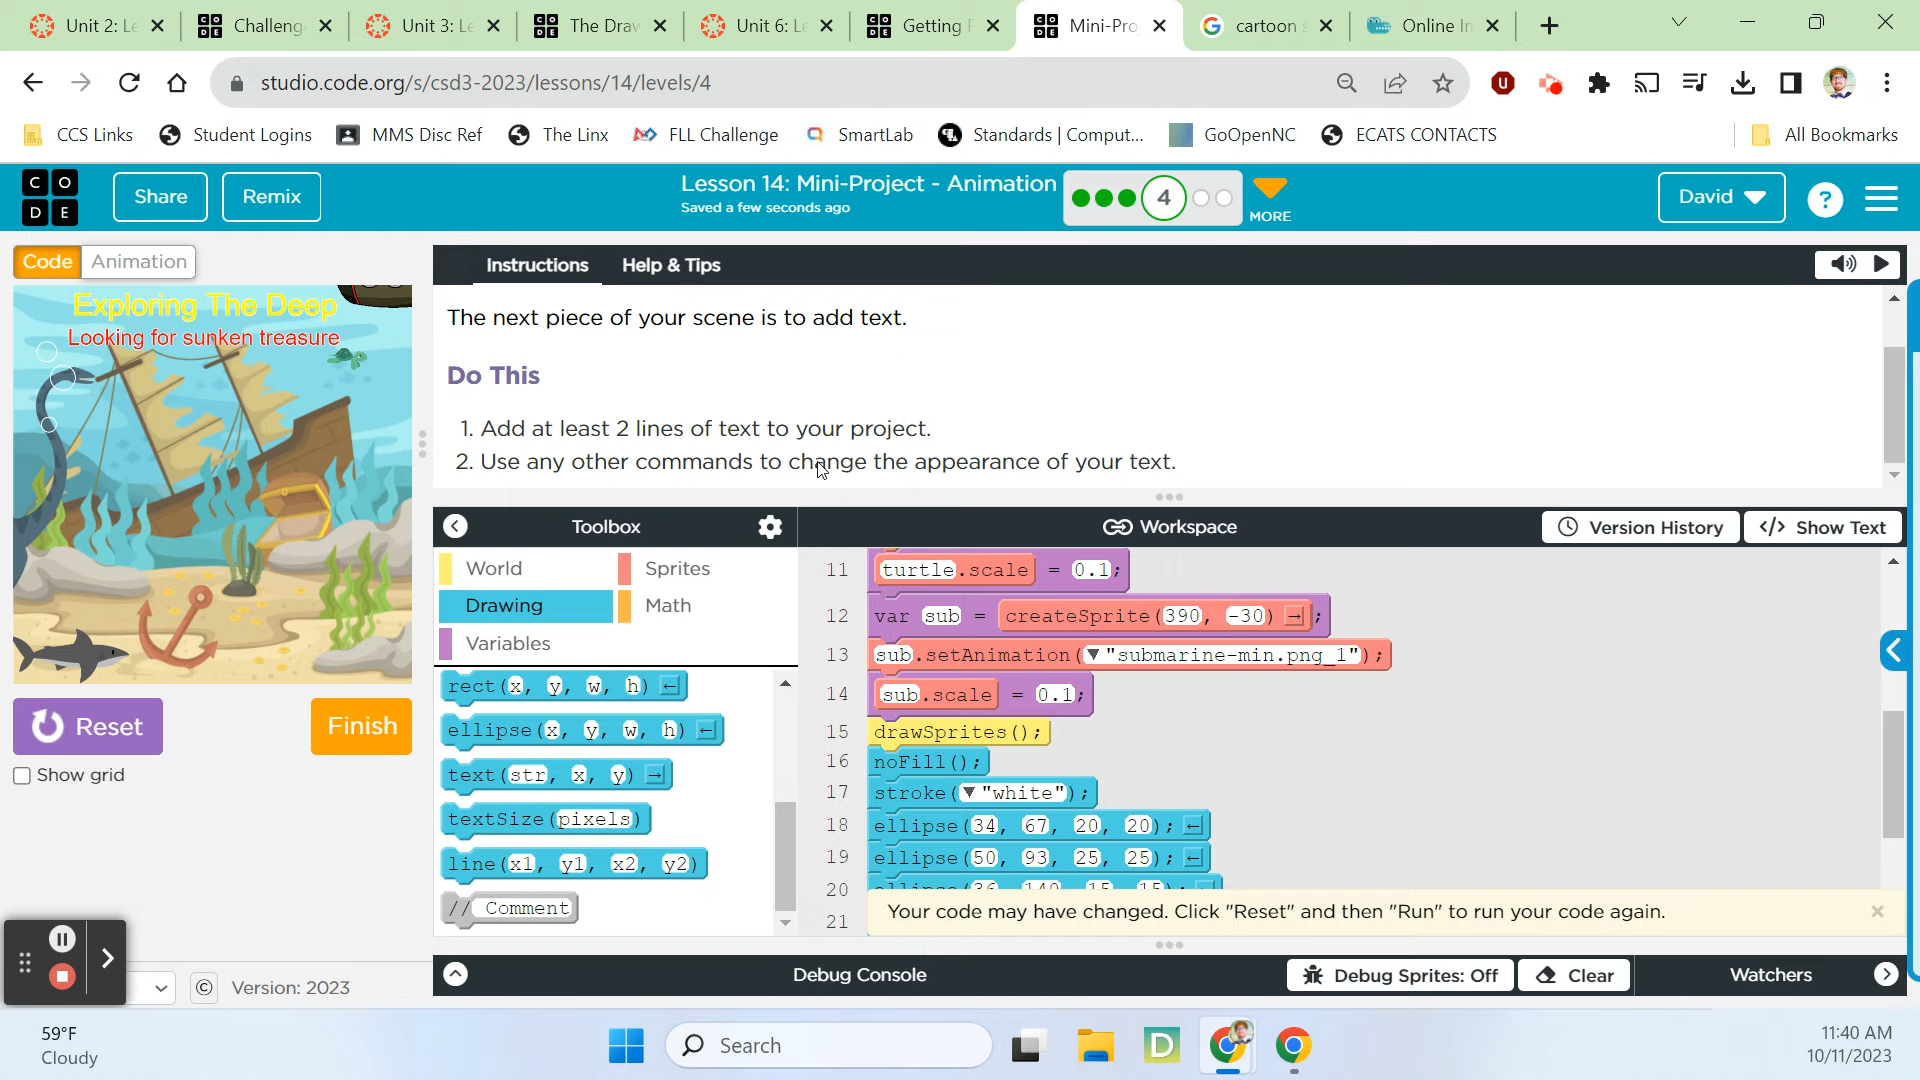 Unit 2: Le
Challeng
Unit 3: Le
The Draw
Unit 6: Le
Getting P
Mini-Pro
cartoon s
Online In
studio.code.org/s/csd3-2023/lessons/14/levels/4
CCS Links
Student Logins
MMS Disc Ref
The Linx
FLL Challenge
SmartLab
Standards | Comput...
GoOpenNC
ECATS CONTACTS
All Bookmarks
C O
D E
Share
Remix
Lesson 14: Mini-Project - Animation
Saved a few seconds ago
4
MORE
David
?
Code
Animation
Exploring The Deep
Looking for sunken treasure
Reset
Finish
Show grid
Instructions
Help & Tips
The next piece of your scene is to add text.
Do This
1. Add at least 2 lines of text to your project.
2. Use any other commands to change the appearance of your text.
Toolbox
Workspace
Version History
</> Show Text
World
Sprites
Drawing
Math
Variables
rect(x, y, w, h) ←
ellipse(x, y, w, h) ←
text(str, x, y) →
textSize(pixels)
line(x1, y1, x2, y2)
// Comment
11 turtle.scale = 0.1;
12 var sub = createSprite(390, -30) → ;
13 sub.setAnimation(▼ "submarine-min.png_1");
14 sub.scale = 0.1;
15 drawSprites();
16 noFill();
17 stroke(▼ "white");
18 ellipse(34, 67, 20, 20); ←
19 ellipse(50, 93, 25, 25); ←
20 ellipse(36, 140, 15, 15);
21
Your code may have changed. Click "Reset" and then "Run" to run your code again.
Debug Console
Debug Sprites: Off
Clear
Watchers
© Version: 2023
59°F
Cloudy
Search
D
11:40 AM
10/11/2023